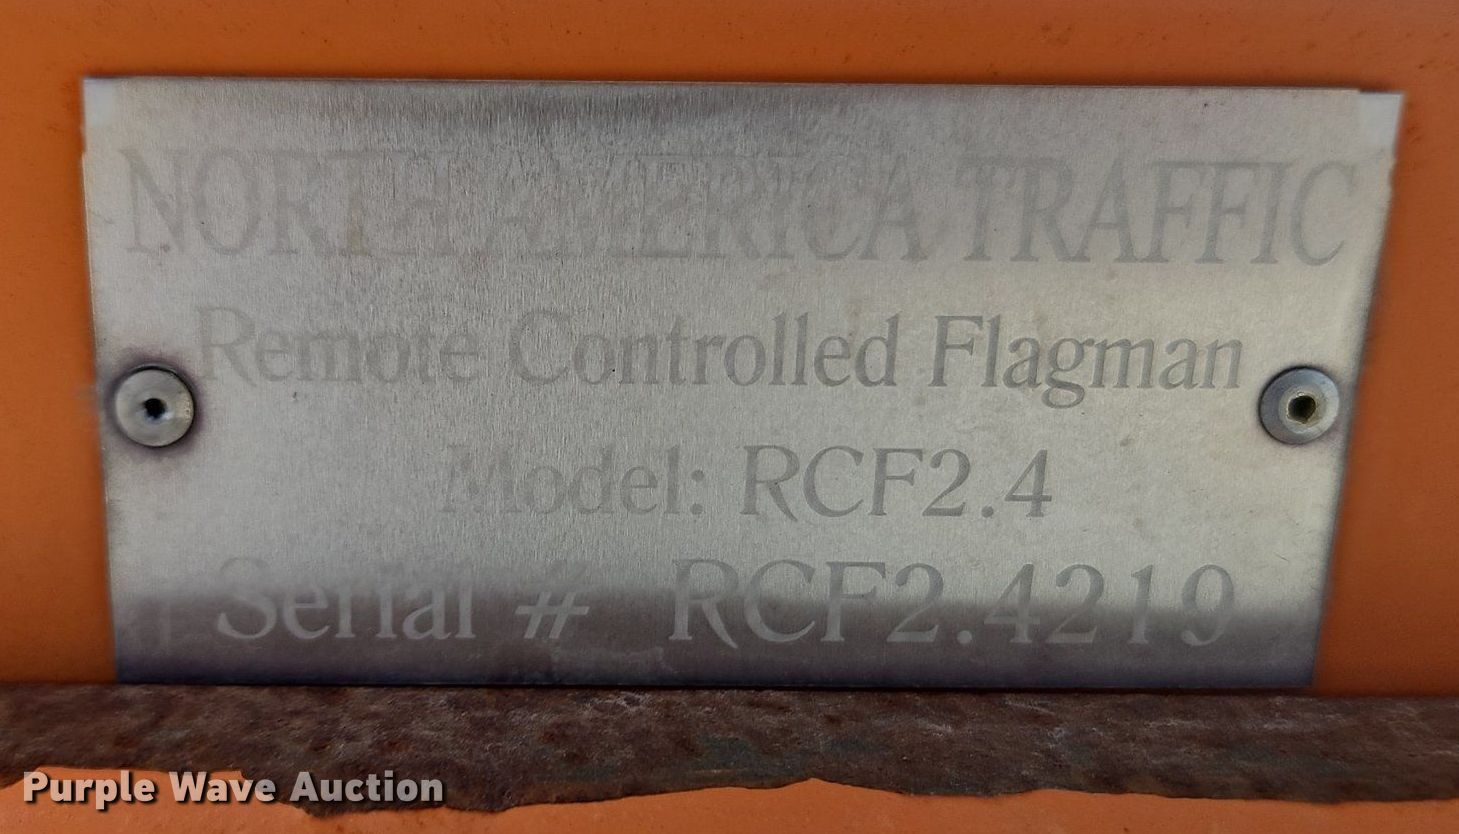 NORTH AMERICA TRAFFIC
Remote Controlled Flagman
Model: RCF2.4
Serial # RCF2.4219
Purple Wave Auction